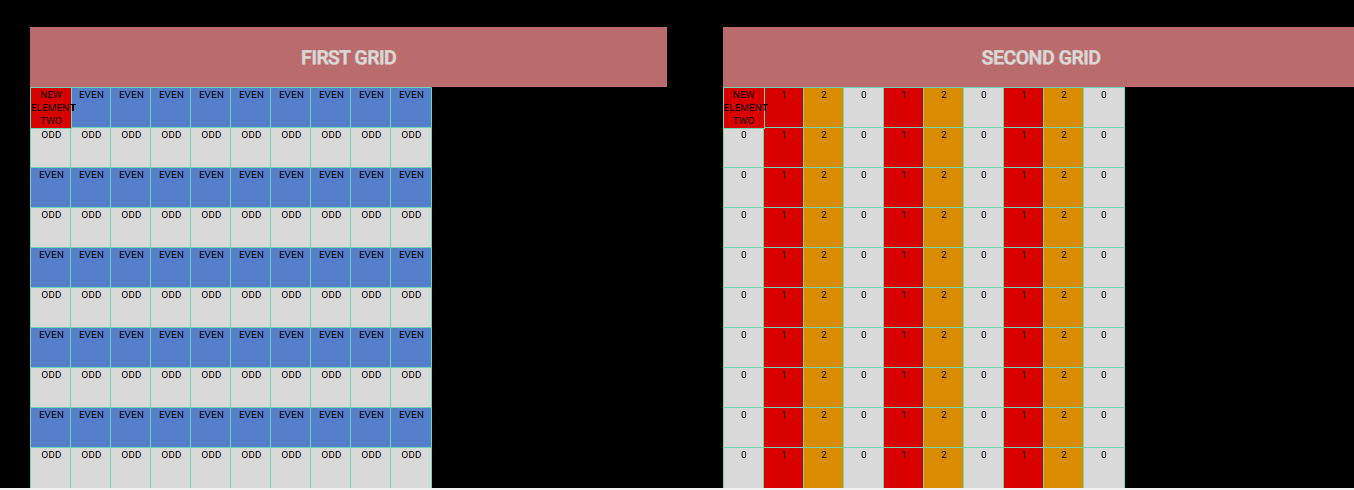 FIRST GRID
NEW ELEMENT TWO EVEN EVEN EVEN EVEN EVEN EVEN EVEN EVEN EVEN
ODD ODD ODD ODD ODD ODD ODD ODD ODD ODD
EVEN EVEN EVEN EVEN EVEN EVEN EVEN EVEN EVEN EVEN
ODD ODD ODD ODD ODD ODD ODD ODD ODD ODD
EVEN EVEN EVEN EVEN EVEN EVEN EVEN EVEN EVEN EVEN
ODD ODD ODD ODD ODD ODD ODD ODD ODD ODD
EVEN EVEN EVEN EVEN EVEN EVEN EVEN EVEN EVEN EVEN
ODD ODD ODD ODD ODD ODD ODD ODD ODD ODD
EVEN EVEN EVEN EVEN EVEN EVEN EVEN EVEN EVEN EVEN
ODD ODD ODD ODD ODD ODD ODD ODD ODD ODD
SECOND GRID
NEW ELEMENT TWO 1 2 0 1 2 0 1 2 0
0 1 2 0 1 2 0 1 2 0
0 1 2 0 1 2 0 1 2 0
0 1 2 0 1 2 0 1 2 0
0 1 2 0 1 2 0 1 2 0
0 1 2 0 1 2 0 1 2 0
0 1 2 0 1 2 0 1 2 0
0 1 2 0 1 2 0 1 2 0
0 1 2 0 1 2 0 1 2 0
0 1 2 0 1 2 0 1 2 0